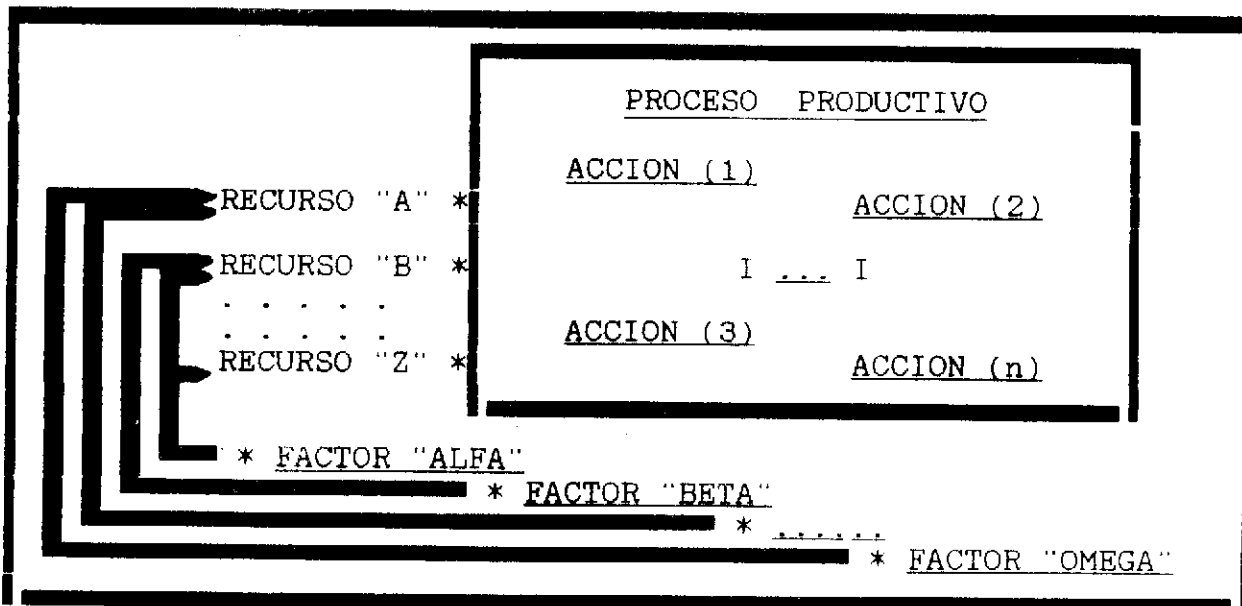 PROCESO PRODUCTIVO
ACCION (1)
RECURSO "A" *
ACCION (2)
RECURSO "B" *
I ... I
. . . . .
. . . . .
ACCION (3)
RECURSO "Z" *
ACCION (n)
* FACTOR "ALFA"
* FACTOR "BETA"
* ......
* FACTOR "OMEGA"